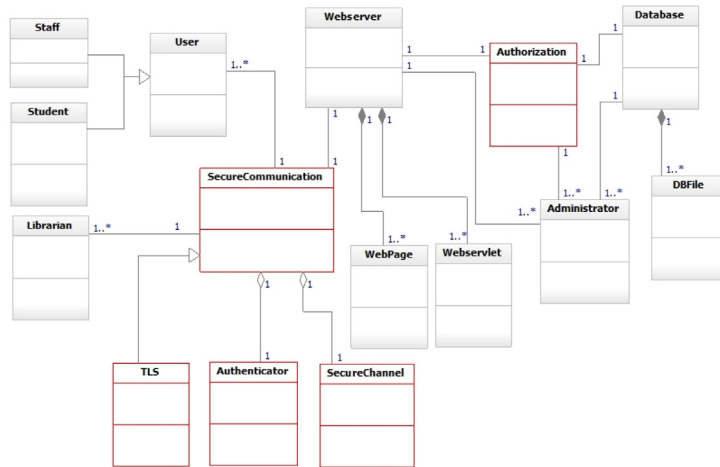 Staff
User
Webserver
Authorization
Database
1
1
1
1
1
1
1
1..*
Student
1
1
1
1
1
1
1
SecureCommunication
1..*
1..*
1..*
1..*
DBFile
Librarian
1..*
1
1..*
Administrator
1..*
1..*
WebPage
Webservlet
1
1
1
1
TLS
Authenticator
SecureChannel